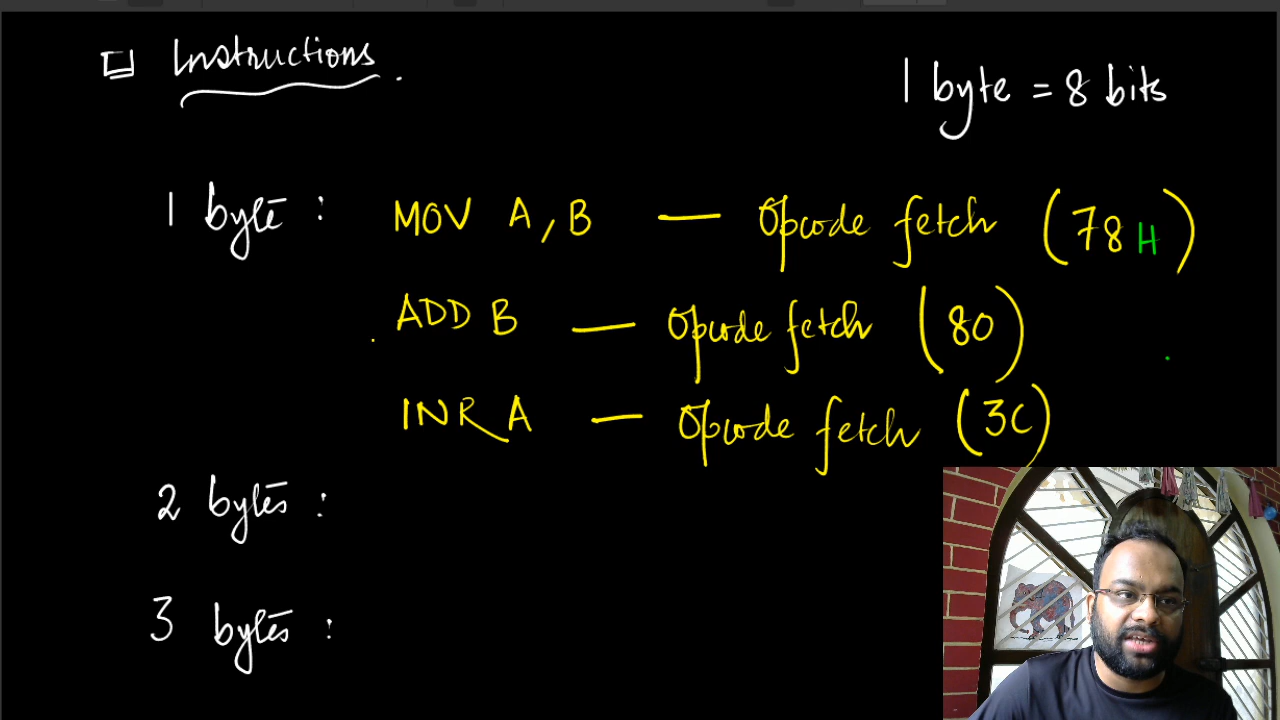 Instructions.
1 byte = 8 bits
1 byte : MOV A, B — Opcode fetch (78H)
ADD B — Opcode fetch (80)
INR A — Opcode fetch (3C)
2 bytes :
3 bytes :